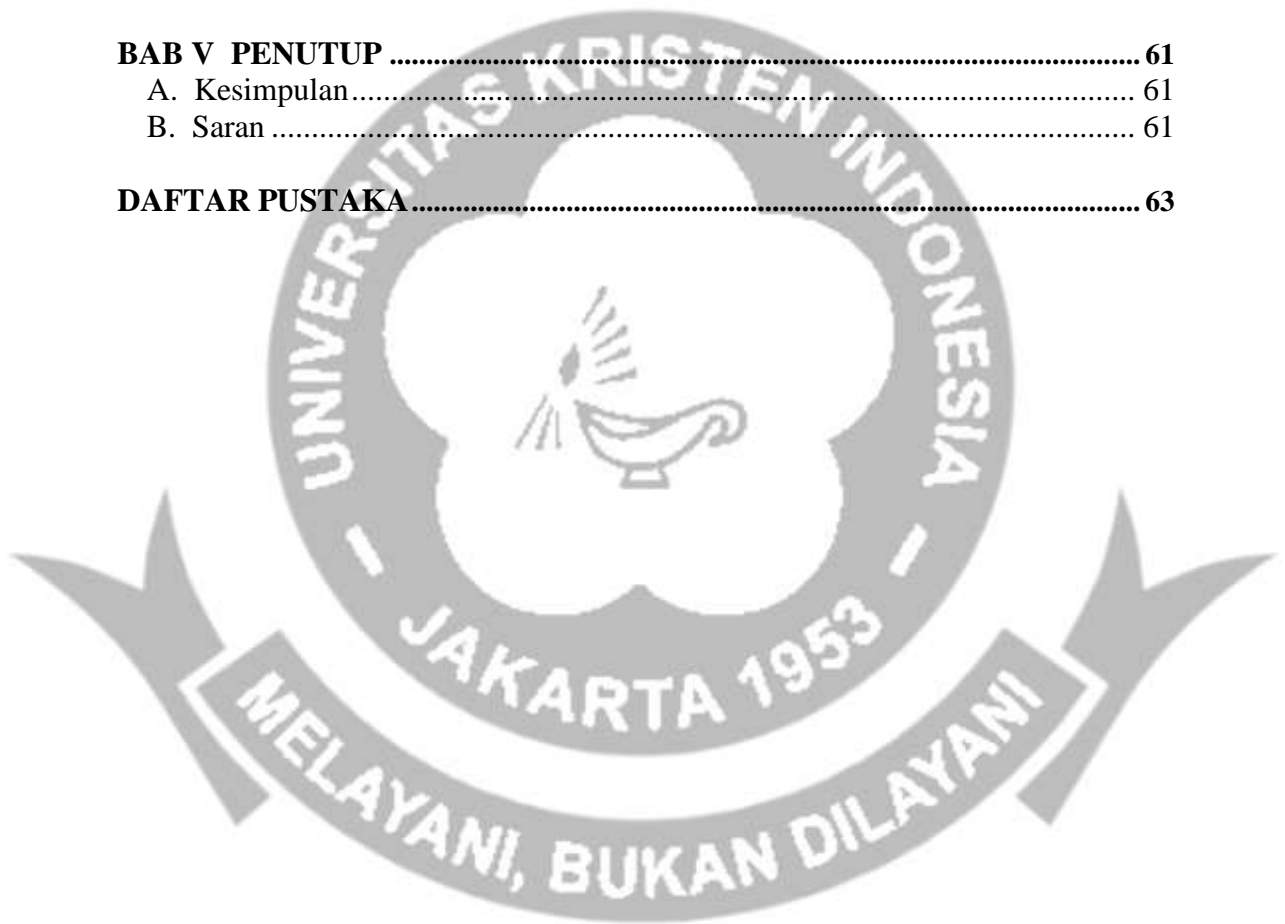 BAB V  PENUTUP ........................................................................................................ 61
A.  Kesimpulan.................................................................................................... 61
B.  Saran .............................................................................................................. 61
DAFTAR PUSTAKA..................................................................................................... 63
UNIVERSITAS KRISTEN INDONESIA
- JAKARTA 1953 -
MELAYANI, BUKAN DILAYANI